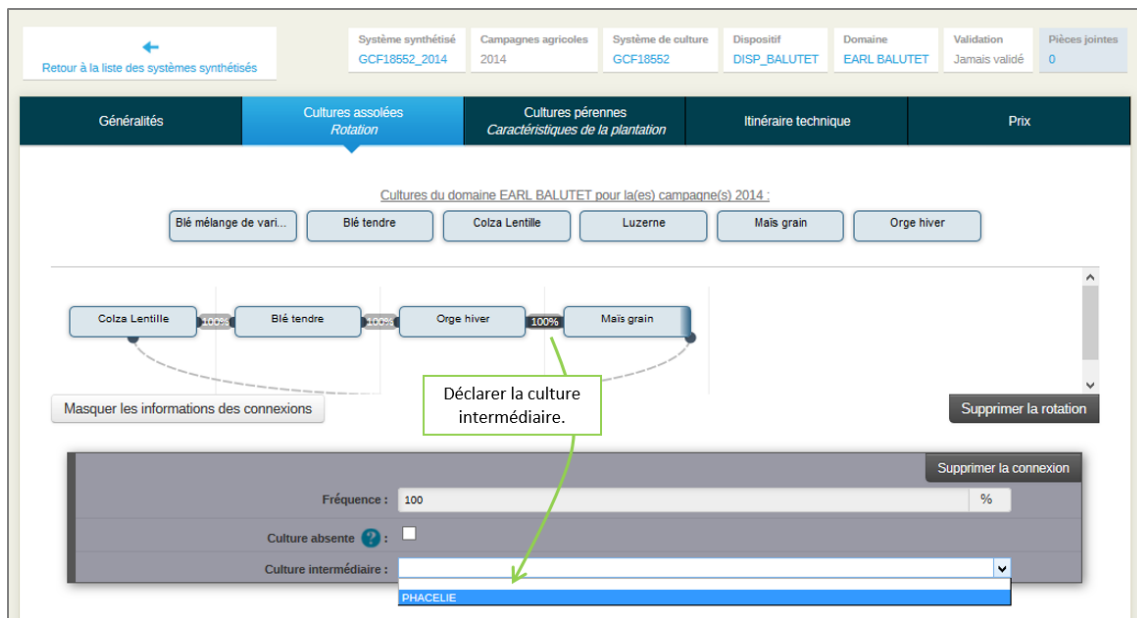 Retour à la liste des systèmes synthétisés
Système synthétisé
GCF18552_2014
Campagnes agricoles
2014
Système de culture
GCF18552
Dispositif
DISP_BALUTET
Domaine
EARL BALUTET
Validation
Jamais validé
Pièces jointes
0
Généralités
Cultures assolées
Rotation
Cultures pérennes
Caractéristiques de la plantation
Itinéraire technique
Prix
Cultures du domaine EARL BALUTET pour la(es) campagne(s) 2014 :
Blé mélange de vari...
Blé tendre
Colza Lentille
Luzerne
Maïs grain
Orge hiver
Colza Lentille
100%
Blé tendre
100%
Orge hiver
100%
Maïs grain
Déclarer la culture
intermédiaire.
Masquer les informations des connexions
Supprimer la rotation
Supprimer la connexion
Fréquence :
100
%
Culture absente ? :
Culture intermédiaire :
PHACELIE